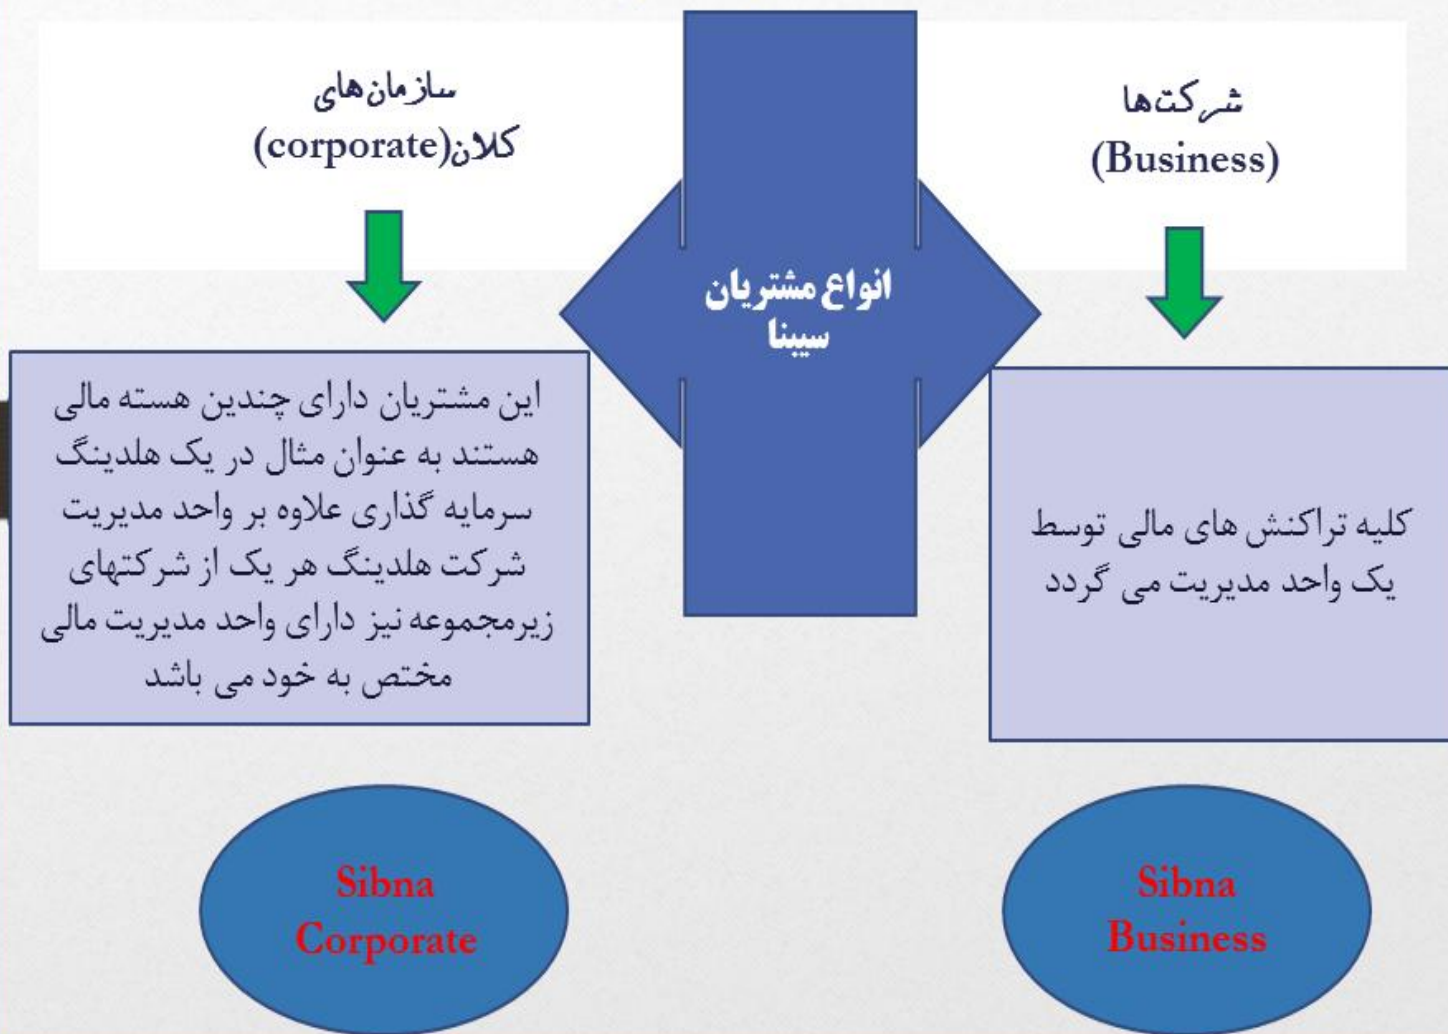 شرکت‌ها
(Business)
سازمان‌های
کلان(corporate)
انواع مشتریان
سیبنا
کلیه تراکنش های مالی توسط
یک واحد مدیریت می گردد
این مشتریان دارای چندین هسته مالی
هستند به عنوان مثال در یک هلدینگ
سرمایه گذاری علاوه بر واحد مدیریت
شرکت هلدینگ هر یک از شرکتهای
زیرمجموعه نیز دارای واحد مدیریت مالی
مختص به خود می باشد
Sibna
Business
Sibna
Corporate